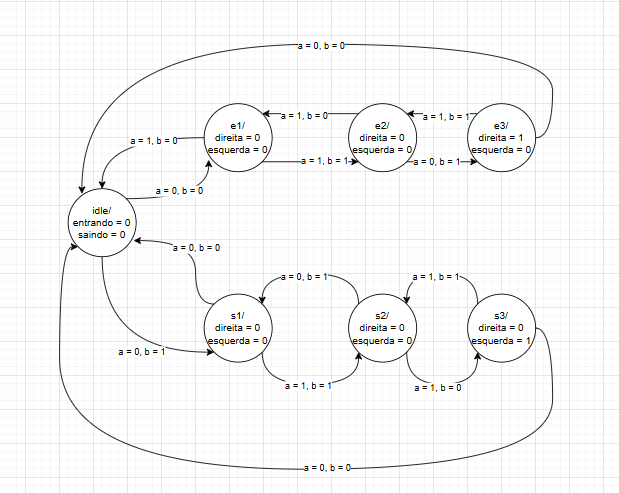 a = 0, b = 0
e1/
direita = 0
esquerda = 0
a = 1, b = 0
e2/
direita = 0
esquerda = 0
a = 1, b = 1
e3/
direita = 1
esquerda = 0
a = 1, b = 0
a = 1, b = 1
a = 0, b = 1
a = 0, b = 0
idle/
entrando = 0
saindo = 0
a = 0, b = 0
s1/
direita = 0
esquerda = 0
a = 0, b = 1
s2/
direita = 0
esquerda = 0
a = 1, b = 1
s3/
direita = 0
esquerda = 1
a = 0, b = 1
a = 1, b = 1
a = 1, b = 0
a = 0, b = 0